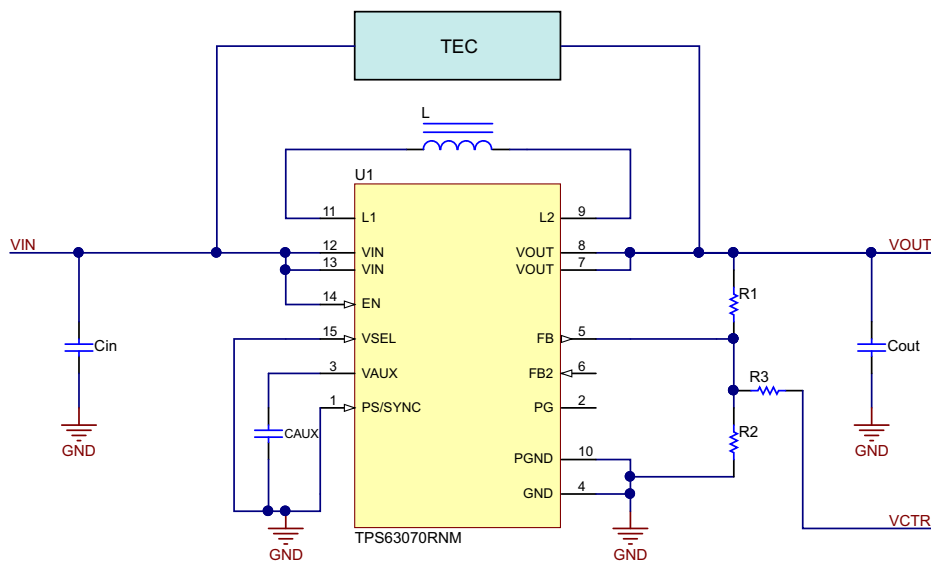 TEC
L
U1
11 L1 L2 9
VIN 12 VIN VOUT 8 VOUT
13 VIN VOUT 7
R1
14 EN
15 VSEL FB 5
Cin Cout
3 VAUX FB2 6
R3
1 PS/SYNC PG 2
CAUX R2
GND GND
PGND 10
GND 4
VCTR
TPS63070RNM
GND GND